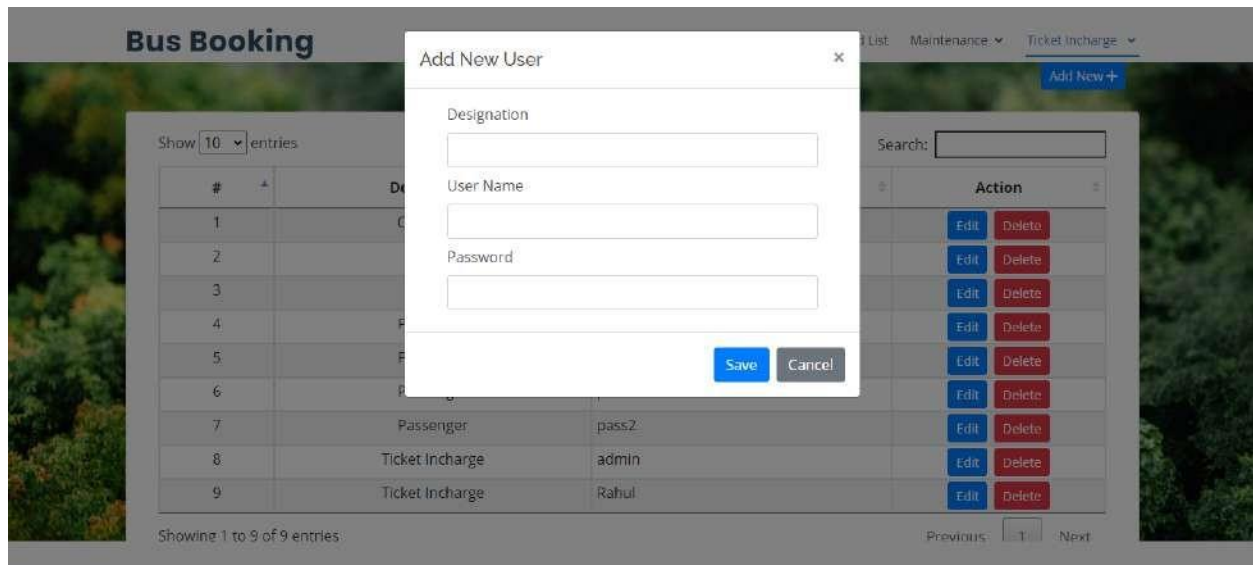 Bus Booking
List Maintenance Ticket Incharge
Add New +
Add New User ×
Designation
User Name
Password
Save Cancel
Show 10 entries Search:
# Action
1 Edit Delete
2 Edit Delete
3 Edit Delete
4 Edit Delete
5 Edit Delete
6 Edit Delete
7 Passenger pass2 Edit Delete
8 Ticket Incharge admin Edit Delete
9 Ticket Incharge Rahul Edit Delete
Showing 1 to 9 of 9 entries Previous 1 Next